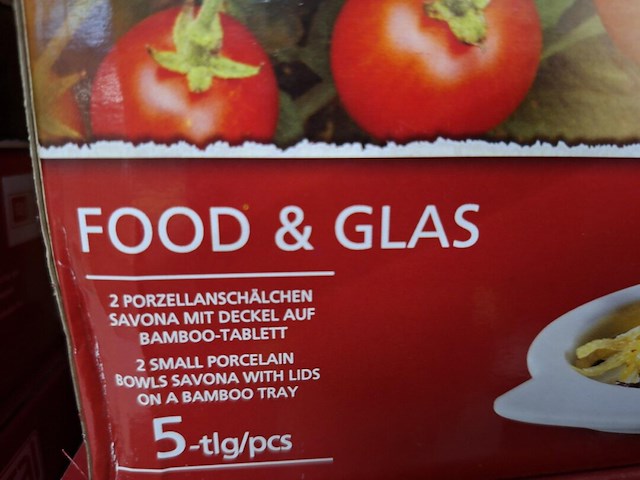 FOOD & GLAS
2 PORZELLANSCHÄLCHEN
SAVONA MIT DECKEL AUF
BAMBOO-TABLETT
2 SMALL PORCELAIN
BOWLS SAVONA WITH LIDS
ON A BAMBOO TRAY
5-tlg/pcs